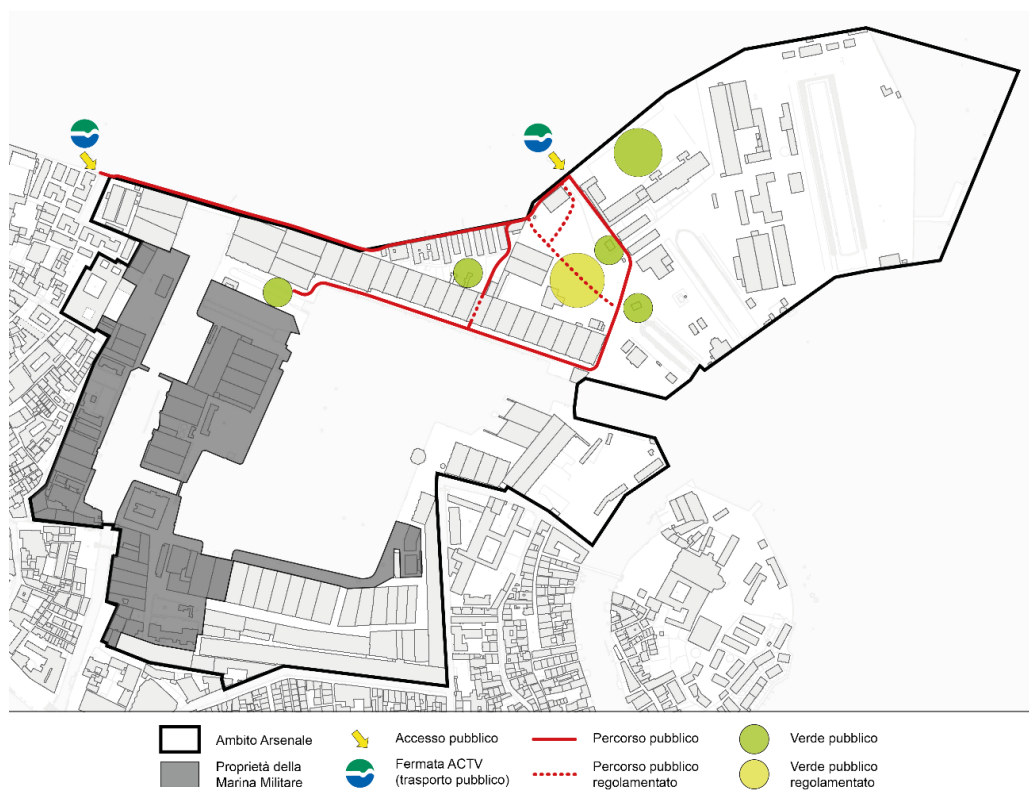 Ambito Arsenale
Proprietà della
Marina Militare
Accesso pubblico
Fermata ACTV
(trasporto pubblico)
Percorso pubblico
Percorso pubblico
regolamentato
Verde pubblico
Verde pubblico
regolamentato